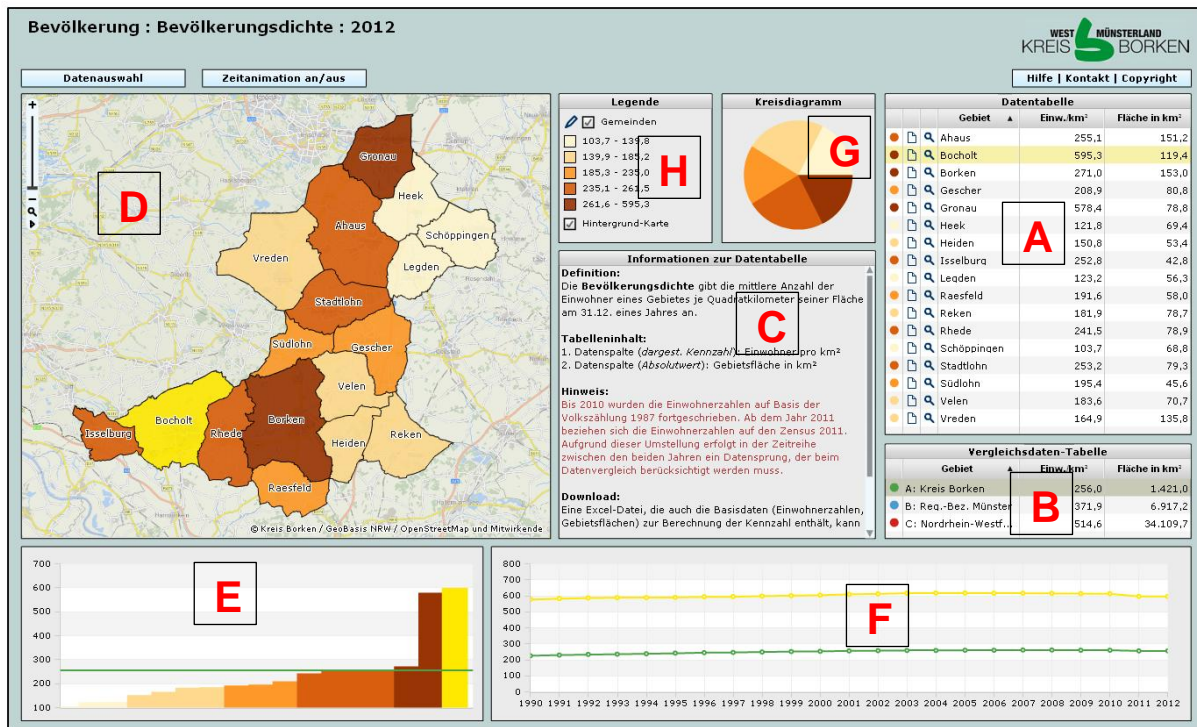 Bevölkerung : Bevölkerungsdichte : 2012
WEST MÜNSTERLAND
KREIS BORKEN
Datenauswahl
Zeitanimation an/aus
Hilfe | Kontakt | Copyright
D
Gronau
Heek
Ahaus
Schöppingen
Vreden
Legden
Stadtlohn
Südlohn
Gescher
Velen
Bocholt
Borken
Isselburg
Rhede
Heiden
Reken
Raesfeld
© Kreis Borken / GeoBasis NRW / OpenStreetMap und Mitwirkende
Legende
Gemeinden
103,7 - 139,8
139,9 - 185,2
185,3 - 235,0
235,1 - 261,5
261,6 - 595,3
Hintergrund-Karte
H
Kreisdiagramm
G
Informationen zur Datentabelle
Definition:
Die Bevölkerungsdichte gibt die mittlere Anzahl der
Einwohner eines Gebietes je Quadratkilometer seiner Fläche
am 31.12. eines Jahres an.
Tabelleninhalt:
1. Datenspalte (dargest. Kennzahl): Einwohner pro km²
2. Datenspalte (Absolutwert): Gebietsfläche in km²
Hinweis:
Bis 2010 wurden die Einwohnerzahlen auf Basis der
Volkszählung 1987 fortgeschrieben. Ab dem Jahr 2011
beziehen sich die Einwohnerzahlen auf den Zensus 2011.
Aufgrund dieser Umstellung erfolgt in der Zeitreihe
zwischen den beiden Jahren ein Datensprung, der beim
Datenvergleich berücksichtigt werden muss.
Download:
Eine Excel-Datei, die auch die Basisdaten (Einwohnerzahlen,
Gebietsflächen) zur Berechnung der Kennzahl enthält, kann
C
Datentabelle
Gebiet Einw./km² Fläche in km²
Ahaus 255,1 151,2
Bocholt 595,3 119,4
Borken 271,0 153,0
Gescher 208,9 80,8
Gronau 578,4 78,8
Heek 121,8 69,4
Heiden 150,8 53,4
Isselburg 252,8 42,8
Legden 123,2 56,3
Raesfeld 191,6 58,0
Reken 181,9 78,7
Rhede 241,5 78,9
Schöppingen 103,7 68,8
Stadtlohn 253,2 79,3
Südlohn 195,4 45,6
Velen 183,6 70,7
Vreden 164,9 135,8
A
Vergleichsdaten-Tabelle
Gebiet Einw./km² Fläche in km²
A: Kreis Borken 256,0 1.421,0
B: Reg.-Bez. Münster 371,9 6.917,2
C: Nordrhein-Westf... 514,6 34.109,7
B
700
600
500
400
300
200
100
E
800
700
600
500
400
300
200
100
0
F
1990 1991 1992 1993 1994 1995 1996 1997 1998 1999 2000 2001 2002 2003 2004 2005 2006 2007 2008 2009 2010 2011 2012